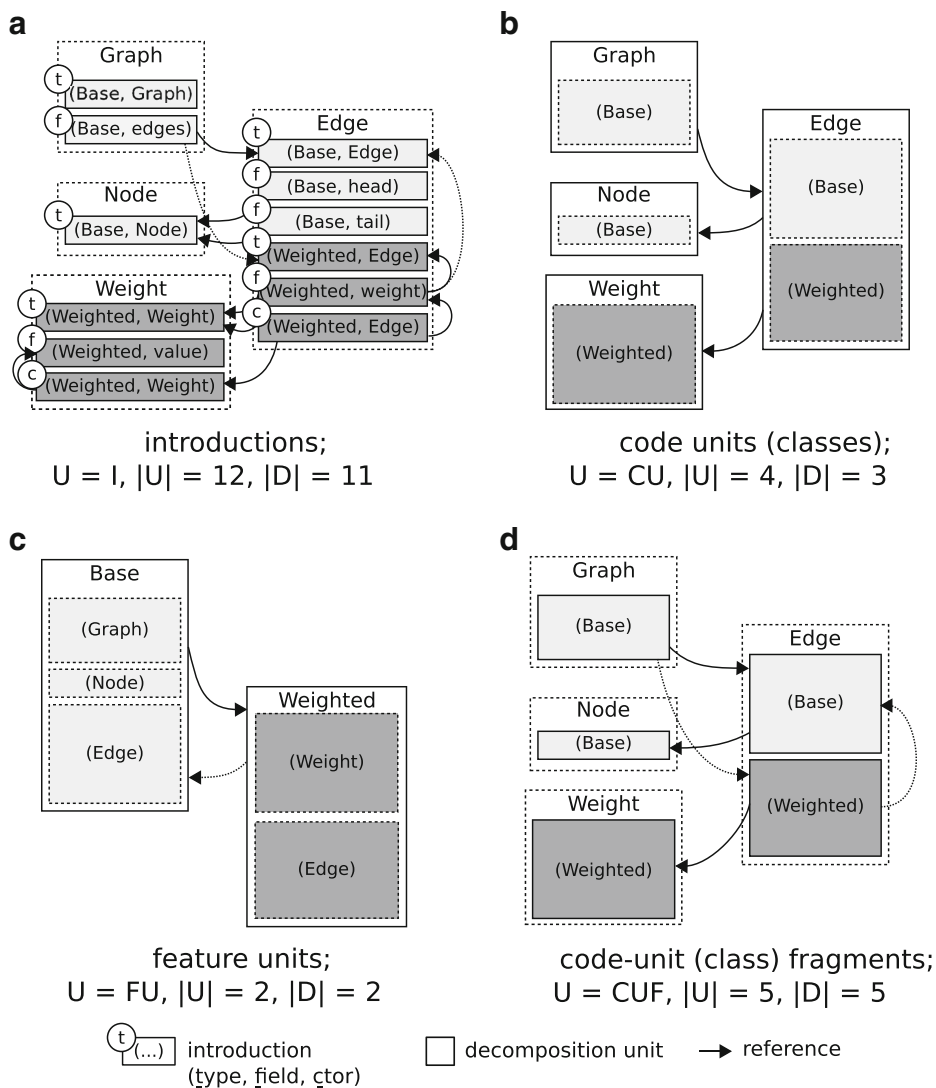 a
Graph
t
(Base, Graph)
f
(Base, edges)
Node
t
(Base, Node)
Weight
t
(Weighted, Weight)
f
(Weighted, value)
c
(Weighted, Weight)
Edge
t
(Base, Edge)
f
(Base, head)
f
(Base, tail)
t
(Weighted, Edge)
f
(Weighted, weight)
c
(Weighted, Edge)
introductions;
U = I, |U| = 12, |D| = 11
b
Graph
(Base)
Node
(Base)
Weight
(Weighted)
Edge
(Base)
(Weighted)
code units (classes);
U = CU, |U| = 4, |D| = 3
c
Base
(Graph)
(Node)
(Edge)
Weighted
(Weight)
(Edge)
feature units;
U = FU, |U| = 2, |D| = 2
d
Graph
(Base)
Node
(Base)
Weight
(Weighted)
Edge
(Base)
(Weighted)
code-unit (class) fragments;
U = CUF, |U| = 5, |D| = 5
t
(...)
introduction
(type, field, ctor)
decomposition unit
reference